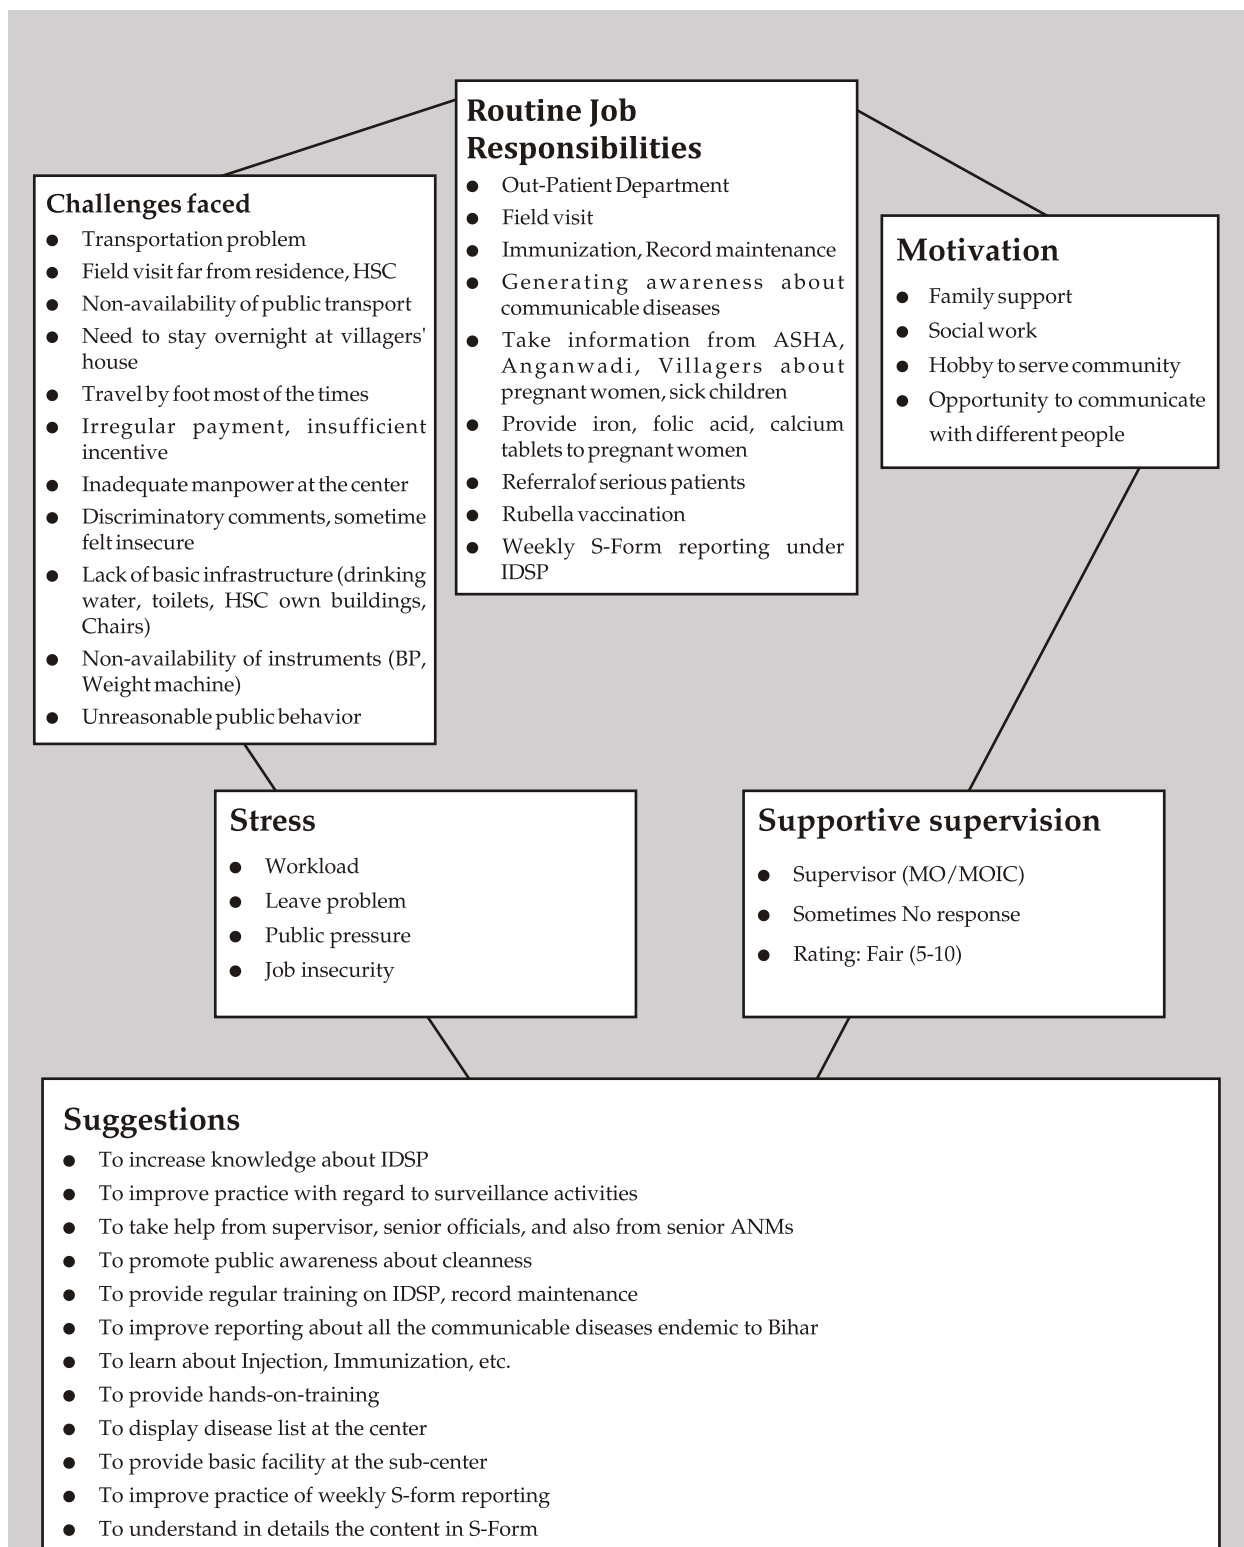 Routine Job
Responsibilities
● Out-Patient Department
● Field visit
● Immunization, Record maintenance
● Generating awareness about
communicable diseases
● Take information from ASHA,
Anganwadi, Villagers about
pregnant women, sick children
● Provide iron, folic acid, calcium
tablets to pregnant women
● Referralof serious patients
● Rubella vaccination
● Weekly S-Form reporting under
IDSP
Challenges faced
● Transportation problem
● Field visit far from residence, HSC
● Non-availability of public transport
● Need to stay overnight at villagers'
house
● Travel by foot most of the times
● Irregular payment, insufficient
incentive
● Inadequate manpower at the center
● Discriminatory comments, sometime
felt insecure
● Lack of basic infrastructure (drinking
water, toilets, HSC own buildings,
Chairs)
● Non-availability of instruments (BP,
Weight machine)
● Unreasonable public behavior
Motivation
● Family support
● Social work
● Hobby to serve community
● Opportunity to communicate
with different people
Stress
● Workload
● Leave problem
● Public pressure
● Job insecurity
Supportive supervision
● Supervisor (MO/MOIC)
● Sometimes No response
● Rating: Fair (5-10)
Suggestions
● To increase knowledge about IDSP
● To improve practice with regard to surveillance activities
● To take help from supervisor, senior officials, and also from senior ANMs
● To promote public awareness about cleanness
● To provide regular training on IDSP, record maintenance
● To improve reporting about all the communicable diseases endemic to Bihar
● To learn about Injection, Immunization, etc.
● To provide hands-on-training
● To display disease list at the center
● To provide basic facility at the sub-center
● To improve practice of weekly S-form reporting
● To understand in details the content in S-Form